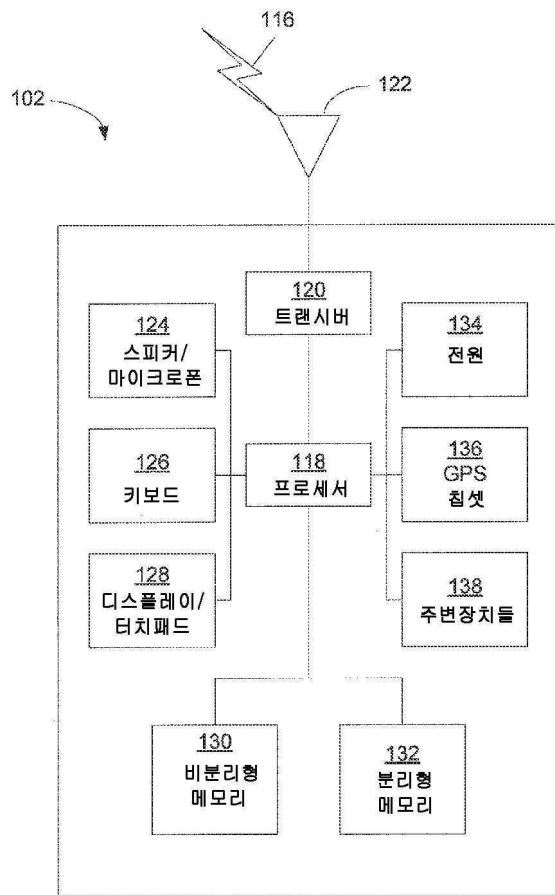 116
122
102
120
트랜시버
124
스피커/
마이크로폰
134
전원
126
키보드
118
프로세서
136
GPS
칩셋
128
디스플레이/
터치패드
138
주변장치들
130
비분리형
메모리
132
분리형
메모리